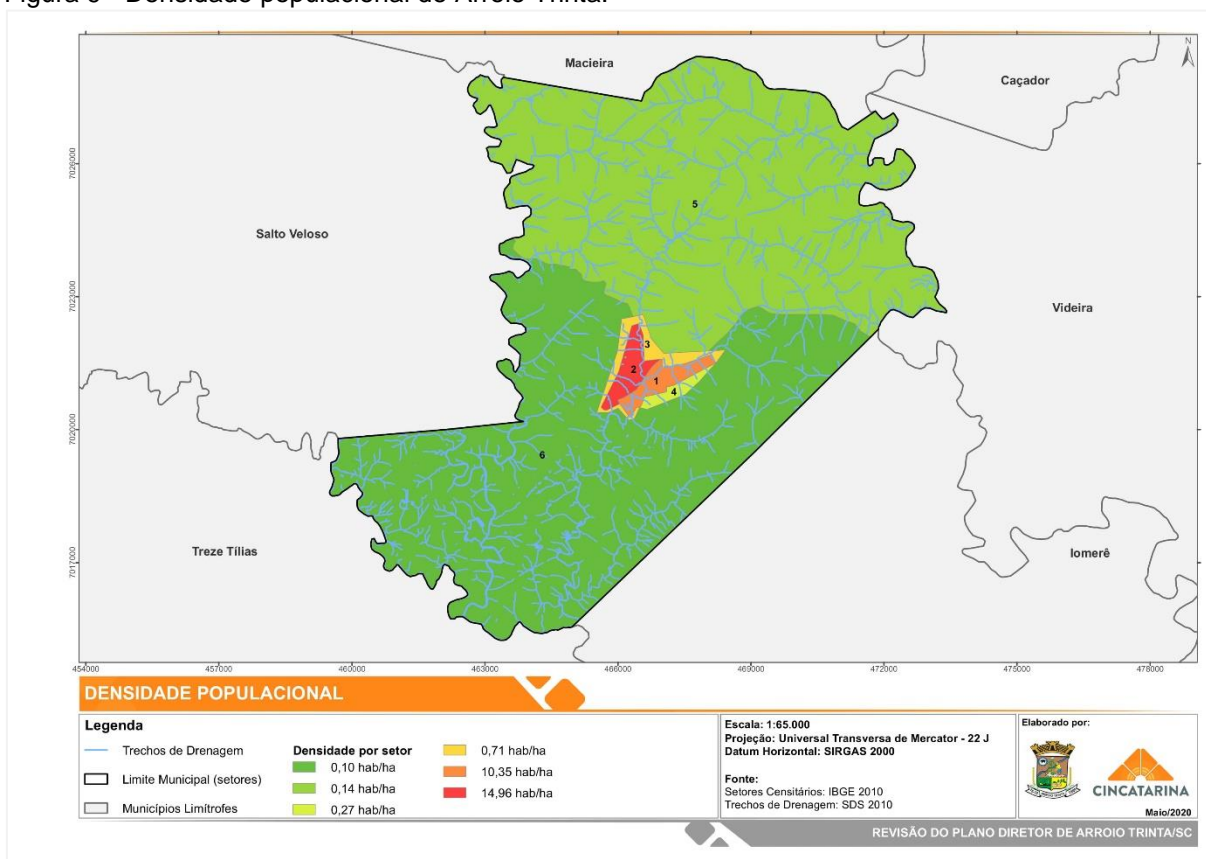 Figura 6 - Densidade populacional de Arroio Trinta.
N
Macieira
Caçador
Salto Veloso
Videira
Treze Tílias
Iomerê
5
3
2
1
4
6
7026000
7023000
7020000
7017000
454000 457000 460000 463000 466000 469000 472000 475000 478000
DENSIDADE POPULACIONAL
Legenda
Trechos de Drenagem
Limite Municipal (setores)
Municípios Limítrofes
Densidade por setor
0,10 hab/ha
0,14 hab/ha
0,27 hab/ha
0,71 hab/ha
10,35 hab/ha
14,96 hab/ha
Escala: 1:65.000
Projeção: Universal Transversa de Mercator - 22 J
Datum Horizontal: SIRGAS 2000
Fonte:
Setores Censitários: IBGE 2010
Trechos de Drenagem: SDS 2010
Elaborado por:
CINCATARINA
Maio/2020
REVISÃO DO PLANO DIRETOR DE ARROIO TRINTA/SC